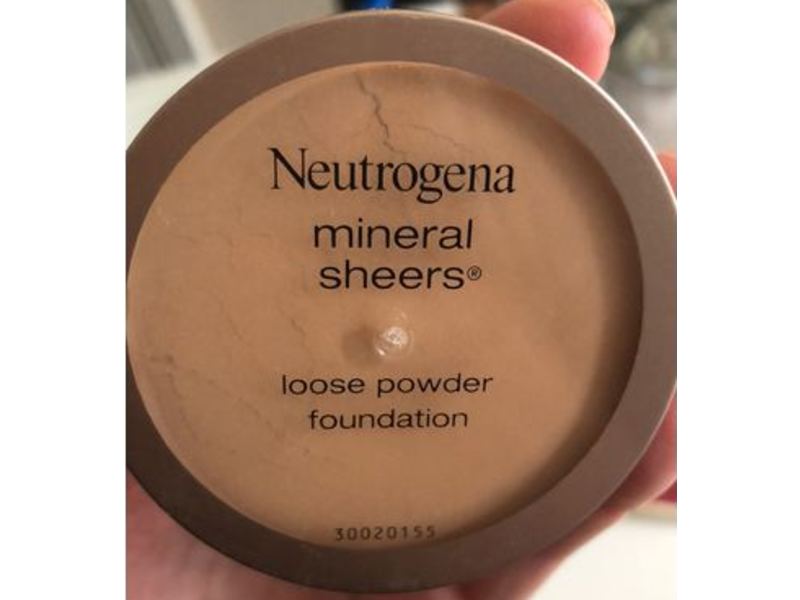 Neutrogena
mineral
sheers®
loose powder
foundation
30020155